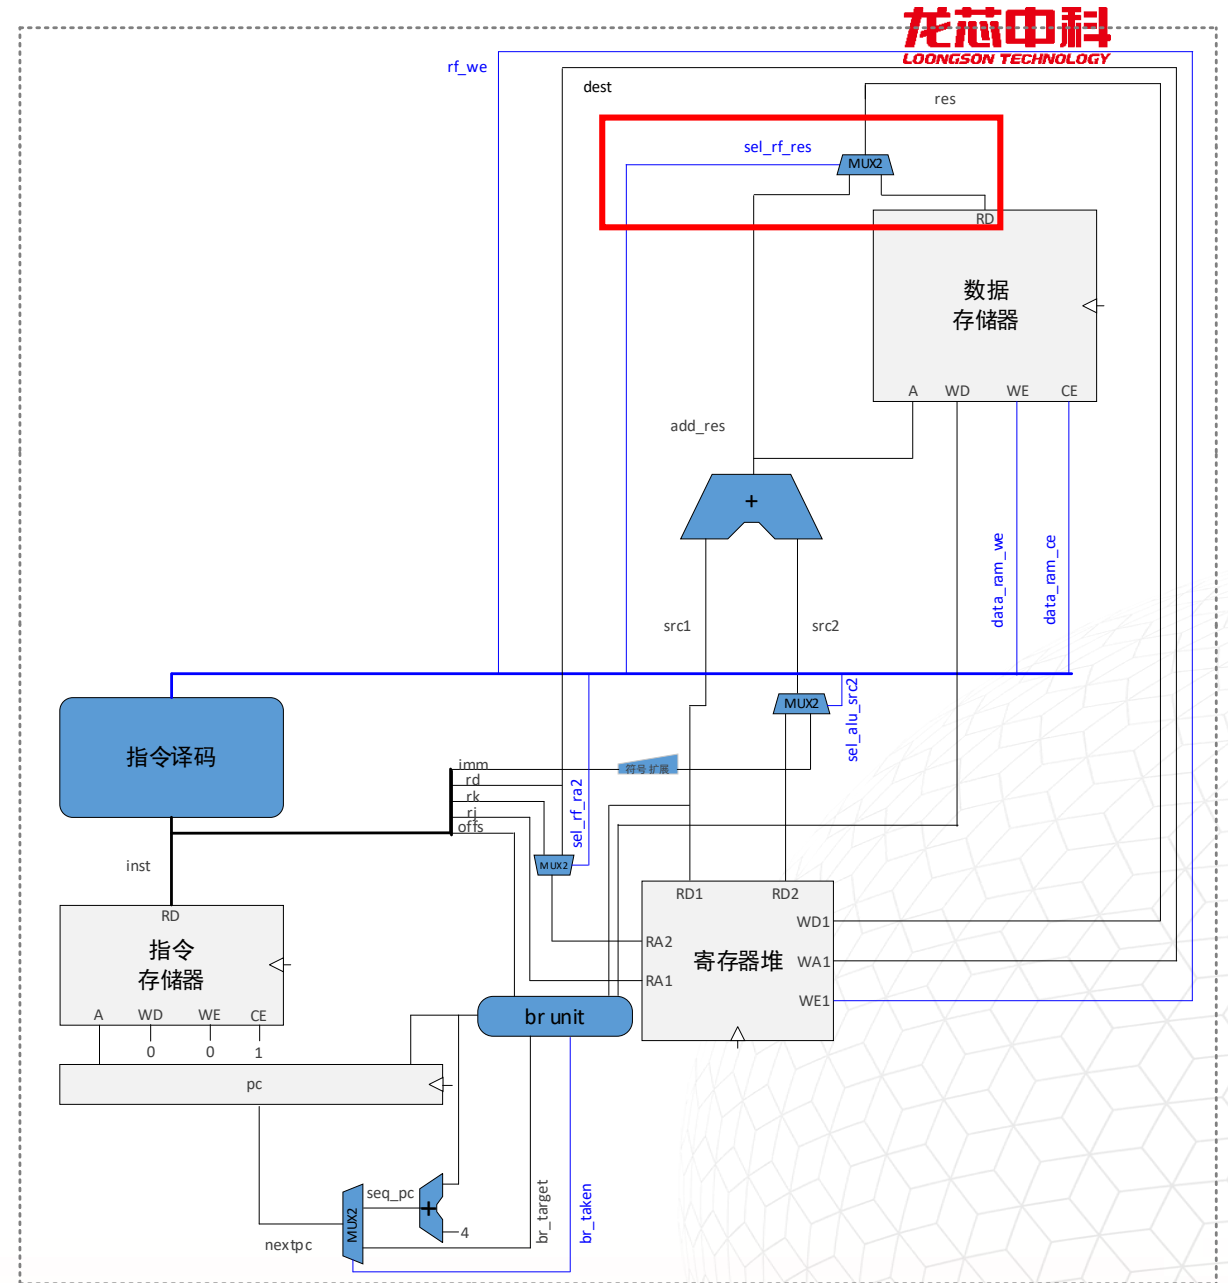 龙芯中科
LOONGSON TECHNOLOGY
rf_we
dest
res
sel_rf_res
MUX2
RD
数据
存储器
A
WD
WE
CE
add_res
+
data_ram_we
data_ram_ce
src1
src2
MUX2
sel_alu_src2
指令译码
imm
符号扩展
rd
rk
rj
offs
sel_rf_ra2
MUX2
inst
RD
指令
存储器
A
WD
WE
CE
0
0
1
RD1
RD2
WD1
RA2
寄存器堆
WA1
RA1
WE1
br unit
pc
seq_pc
+
4
MUX2
nextpc
br_target
br_taken